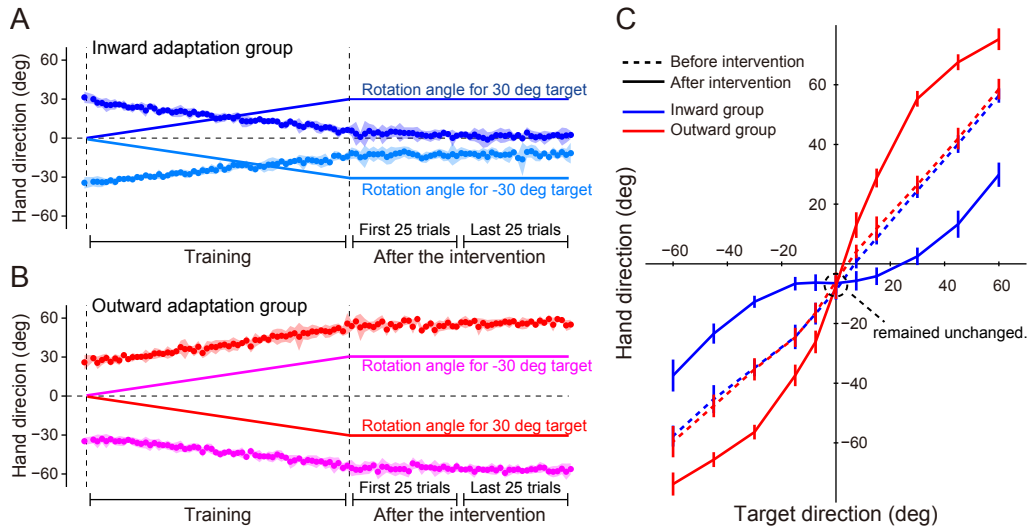 A
Inward adaptation group
Hand direction (deg)
60
30
0
−30
−60
Rotation angle for 30 deg target
Rotation angle for -30 deg target
First 25 trials
Last 25 trials
Training
After the intervention
B
Outward adaptation group
Hand direcion (deg)
60
30
0
−30
−60
Rotation angle for -30 deg target
Rotation angle for 30 deg target
First 25 trials
Last 25 trials
Training
After the intervention
C
Before intervention
After intervention
Inward group
Outward group
Hand direction (deg)
60
40
20
−20
−40
−60
−60
−40
−20
20
40
60
remained unchanged.
Target direction (deg)